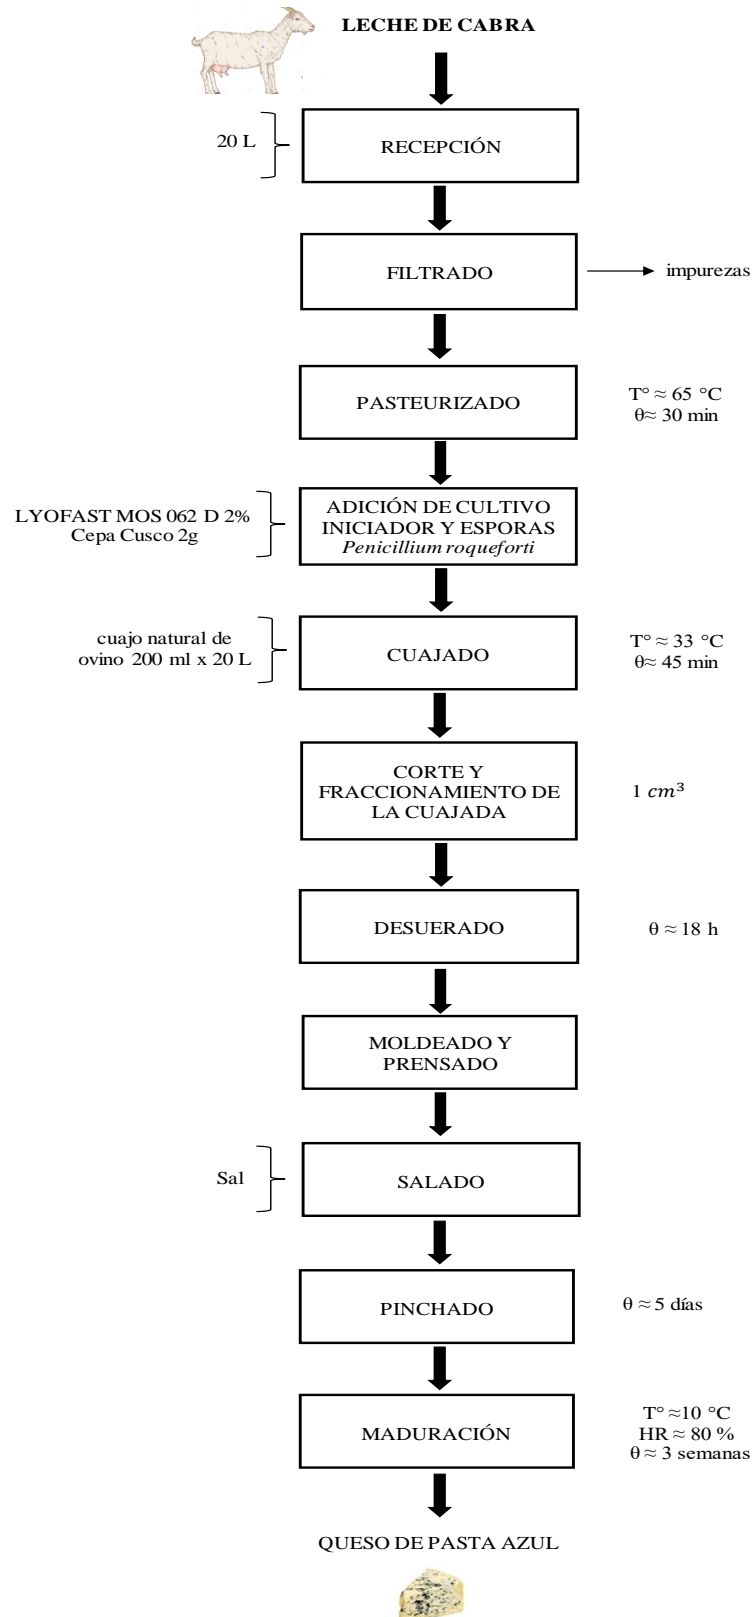 LECHE DE CABRA
20 L
RECEPCIÓN
FILTRADO
impurezas
PASTEURIZADO
T° ≈ 65 °C
θ≈ 30 min
LYOFAST MOS 062 D 2%
Cepa Cusco 2g
ADICIÓN DE CULTIVO
INICIADOR Y ESPORAS
Penicillium roqueforti
cuajo natural de
ovino 200 ml x 20 L
CUAJADO
T° ≈ 33 °C
θ≈ 45 min
CORTE Y
FRACCIONAMIENTO DE
LA CUAJADA
1 cm³
DESUERADO
θ ≈ 18 h
MOLDEADO Y
PRENSADO
Sal
SALADO
PINCHADO
θ ≈ 5 días
MADURACIÓN
T° ≈10 °C
HR ≈ 80 %
θ ≈ 3 semanas
QUESO DE PASTA AZUL